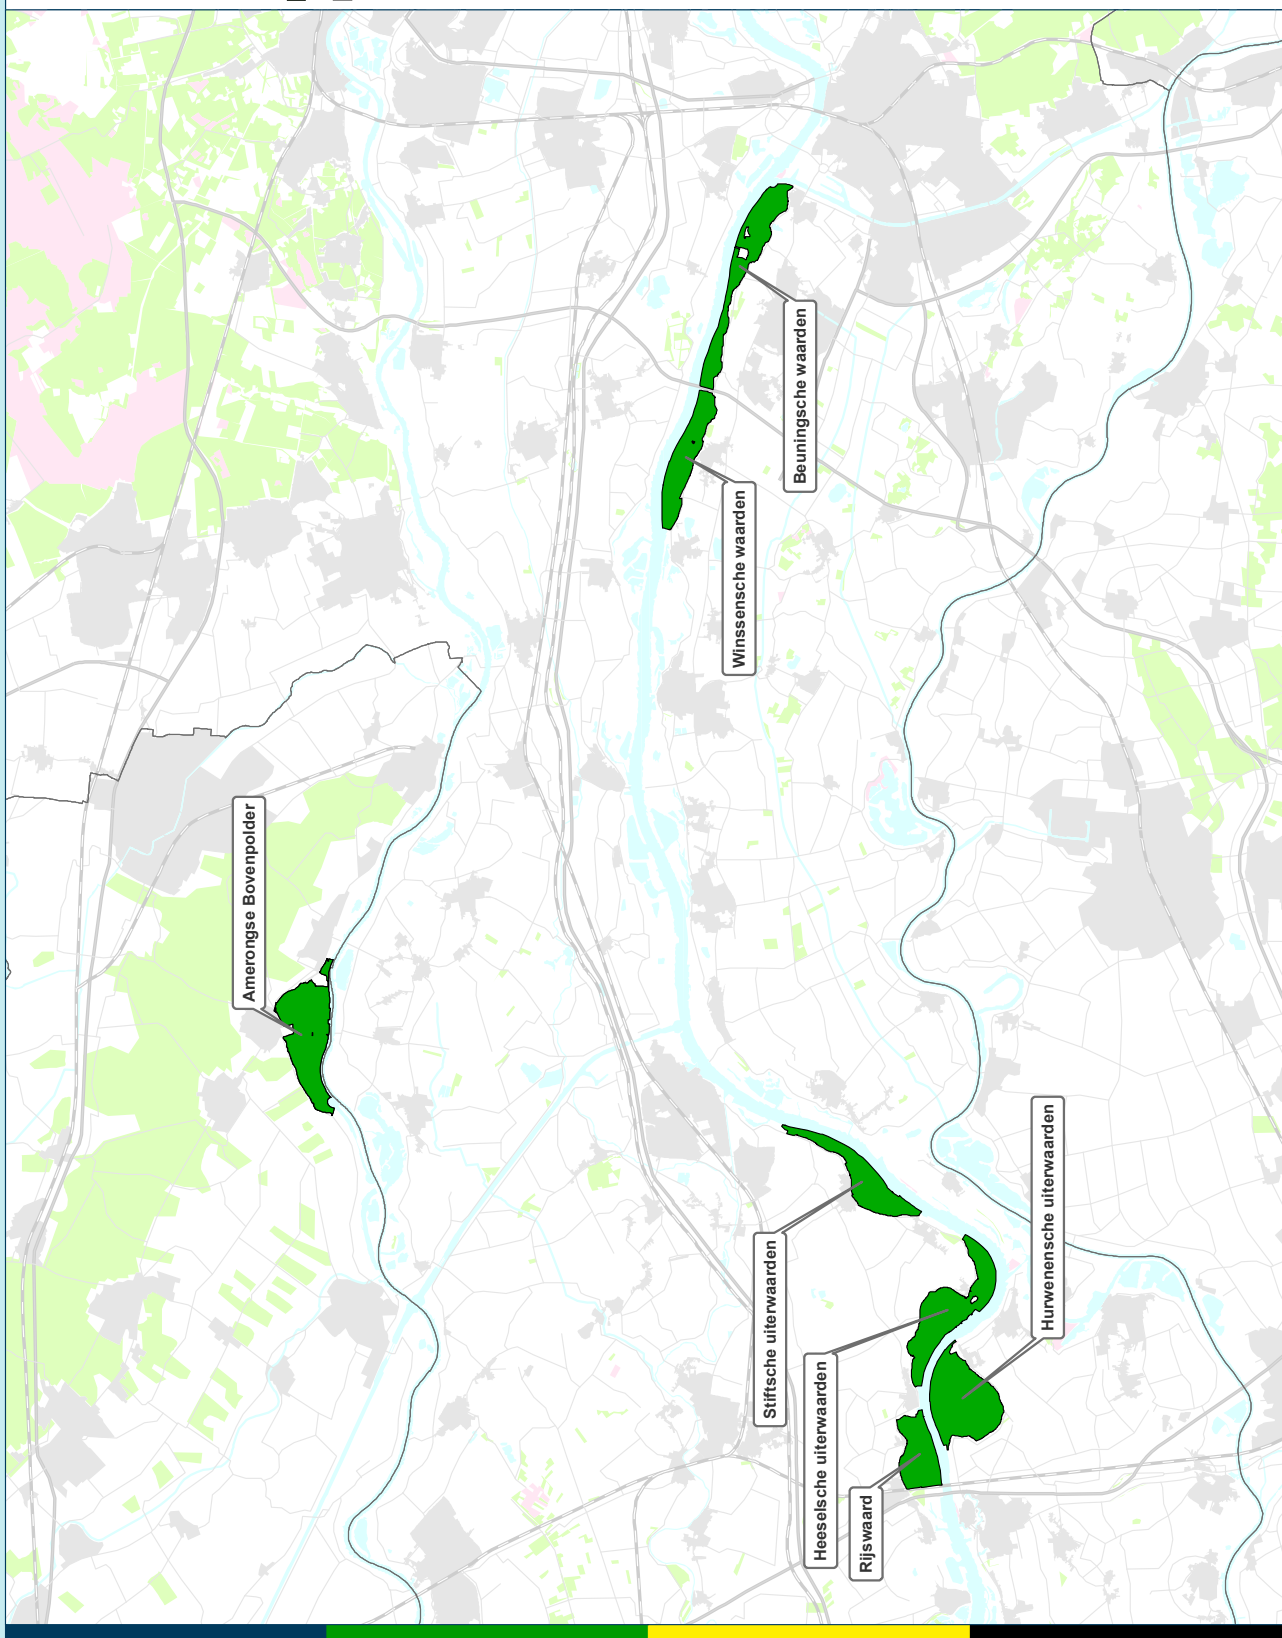 Amerongse Bovenpolder
Beuningsche waarden
Winssensche waarden
Stiftsche uiterwaarden
Heeselsche uiterwaarden
Rijswaard
Hurwenensche uiterwaarden